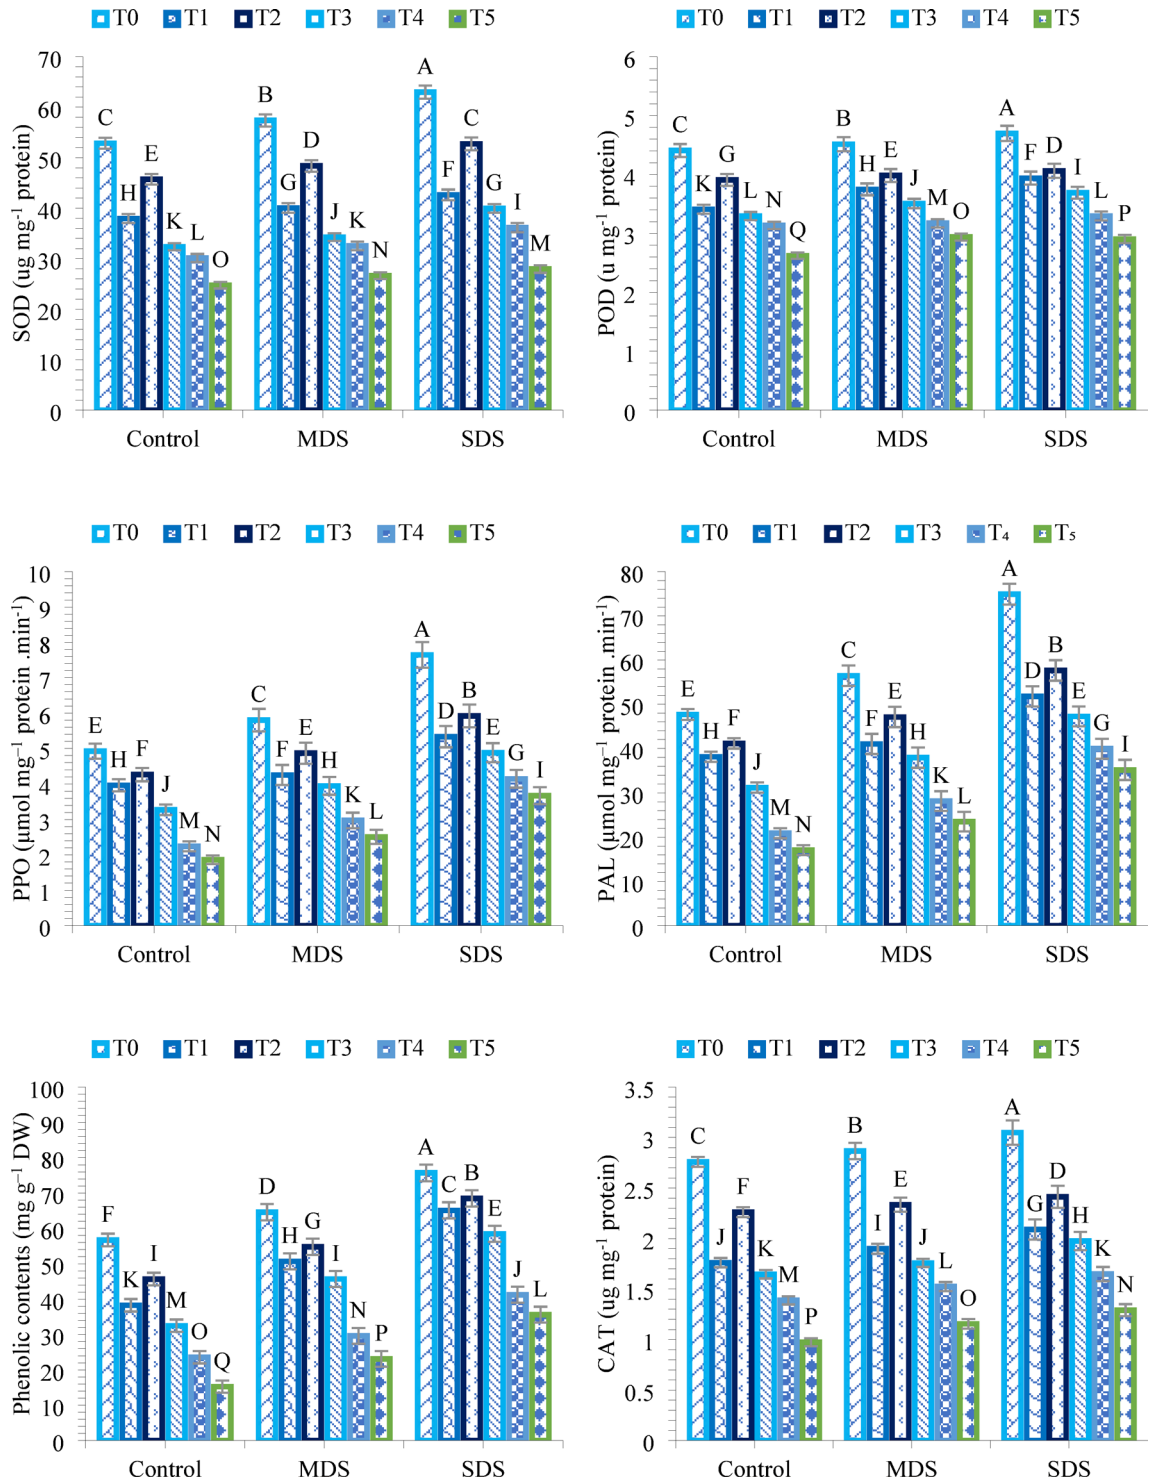 T0 T1 T2 T3 T4 T5
SOD (ug mg⁻¹ protein)
70
60
50
40
30
20
10
0
C H E K L O
B G D J K N
A F C G I M
Control MDS SDS
T0 T1 T2 T3 T4 T5
POD (u mg⁻¹ protein)
6
5
4
3
2
1
0
C K G L N Q
B H E J M O
A F D I L P
Control MDS SDS
T0 T1 T2 T3 T4 T5
PPO (µmol mg⁻¹ protein .min⁻¹)
10
9
8
7
6
5
4
3
2
1
0
E H F J M N
C F E H K L
A D B E G I
Control MDS SDS
T0 T1 T2 T3 T₄ T₅
PAL (µmol mg⁻¹ protein .min⁻¹)
80
70
60
50
40
30
20
10
0
E H F J M N
C F E H K L
A D B E G I
Control MDS SDS
T0 T1 T2 T3 T4 T5
Phenolic contents (mg g⁻¹ DW)
100
90
80
70
60
50
40
30
20
10
0
F K I M O Q
D H G I N P
A C B E J L
Control MDS SDS
T0 T1 T2 T3 T4 T5
CAT (ug mg⁻¹ protein)
3.5
3
2.5
2
1.5
1
0.5
0
C J F K M P
B I E J L O
A G D H K N
Control MDS SDS